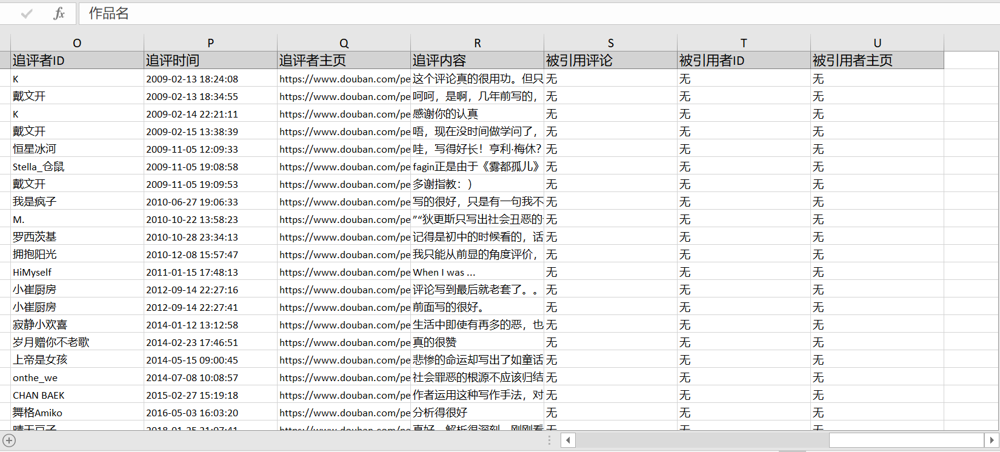 fx 作品名
O P Q R S T U
追评者ID 追评时间 追评者主页 追评内容 被引用评论 被引用者ID 被引用者主页
K 2009-02-13 18:24:08 https://www.douban.com/pe 这个评论真的很用功。但只 无 无 无
戴文开 2009-02-13 18:34:55 https://www.douban.com/pe 呵呵，是啊，几年前写的， 无 无 无
K 2009-02-14 22:21:11 https://www.douban.com/pe 感谢你的认真 无 无 无
戴文开 2009-02-15 13:38:39 https://www.douban.com/pe 唔，现在没时间做学问了， 无 无 无
恒星冰河 2009-11-05 12:09:33 https://www.douban.com/pe 哇，写得好长！亨利·梅休? 无 无 无
Stella_仓鼠 2009-11-05 19:08:58 https://www.douban.com/pe fagin正是由于《雾都孤儿》 无 无 无
戴文开 2009-11-05 19:09:53 https://www.douban.com/pe 多谢指教：） 无 无 无
我是疯子 2010-06-27 19:06:33 https://www.douban.com/pe 写的很好，只是有一句我不 无 无 无
M. 2010-10-22 13:58:23 https://www.douban.com/pe ”“狄更斯只写出社会丑恶的 无 无 无
罗西茨基 2010-10-28 23:34:13 https://www.douban.com/pe 记得是初中的时候看的，话 无 无 无
拥抱阳光 2010-12-08 15:57:47 https://www.douban.com/pe 我只能从前显的角度评价， 无 无 无
HiMyself 2011-01-15 17:48:13 https://www.douban.com/pe When I was ... 无 无 无
小崔厨房 2012-09-14 22:27:16 https://www.douban.com/pe 评论写到最后就老套了。。 无 无 无
小崔厨房 2012-09-14 22:27:41 https://www.douban.com/pe 前面写的很好。 无 无 无
寂静小欢喜 2014-01-12 13:12:58 https://www.douban.com/pe 生活中即使有再多的恶，也 无 无 无
岁月赠你不老歌 2014-02-23 17:46:51 https://www.douban.com/pe 真的很赞 无 无 无
上帝是女孩 2014-05-15 09:00:45 https://www.douban.com/pe 悲惨的命运却写出了如童话 无 无 无
onthe_we 2014-07-08 10:08:57 https://www.douban.com/pe 社会罪恶的根源不应该归结 无 无 无
CHAN BAEK 2015-02-27 15:19:18 https://www.douban.com/pe 作者运用这种写作手法，对 无 无 无
舞格Amiko 2016-05-03 16:03:20 https://www.douban.com/pe 分析得很好 无 无 无
2018-01-25 21:07:41 https://www.douban.com/pe 真好，解析很深刻，刚刚看 无 无 无